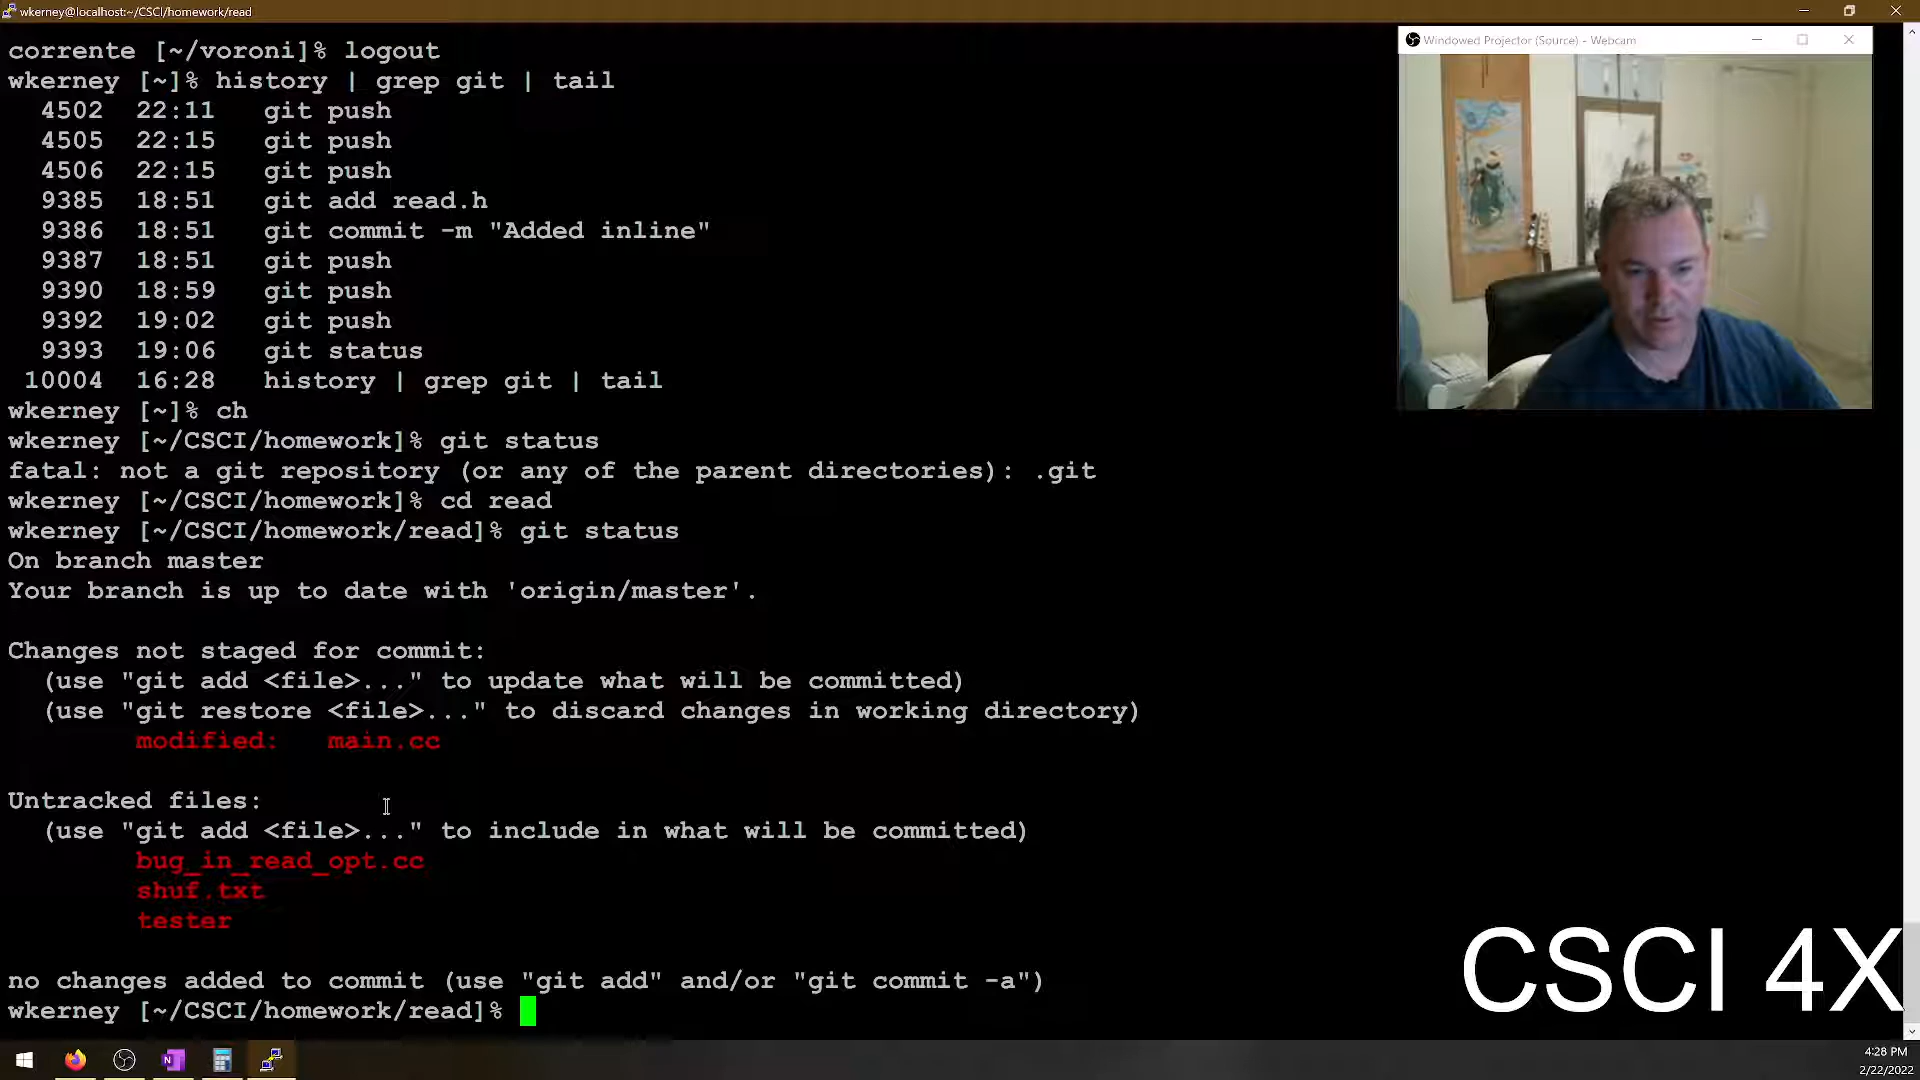 wkerney@localhost:~/CSCI/homework/read
corrente [~/voroni]% logout
wkerney [~]% history | grep git | tail
4502 22:11 git push
4505 22:15 git push
4506 22:15 git push
9385 18:51 git add read.h
9386 18:51 git commit -m "Added inline"
9387 18:51 git push
9390 18:59 git push
9392 19:02 git push
9393 19:06 git status
10004 16:28 history | grep git | tail
wkerney [~]% ch
wkerney [~/CSCI/homework]% git status
fatal: not a git repository (or any of the parent directories): .git
wkerney [~/CSCI/homework]% cd read
wkerney [~/CSCI/homework/read]% git status
On branch master
Your branch is up to date with 'origin/master'.
Changes not staged for commit:
(use "git add <file>..." to update what will be committed)
(use "git restore <file>..." to discard changes in working directory)
modified: main.cc
Untracked files:
(use "git add <file>..." to include in what will be committed)
bug_in_read_opt.cc
shuf.txt
tester
no changes added to commit (use "git add" and/or "git commit -a")
wkerney [~/CSCI/homework/read]%
Windowed Projector (Source) - Webcam
CSCI 4X
4:28 PM
2/22/2022